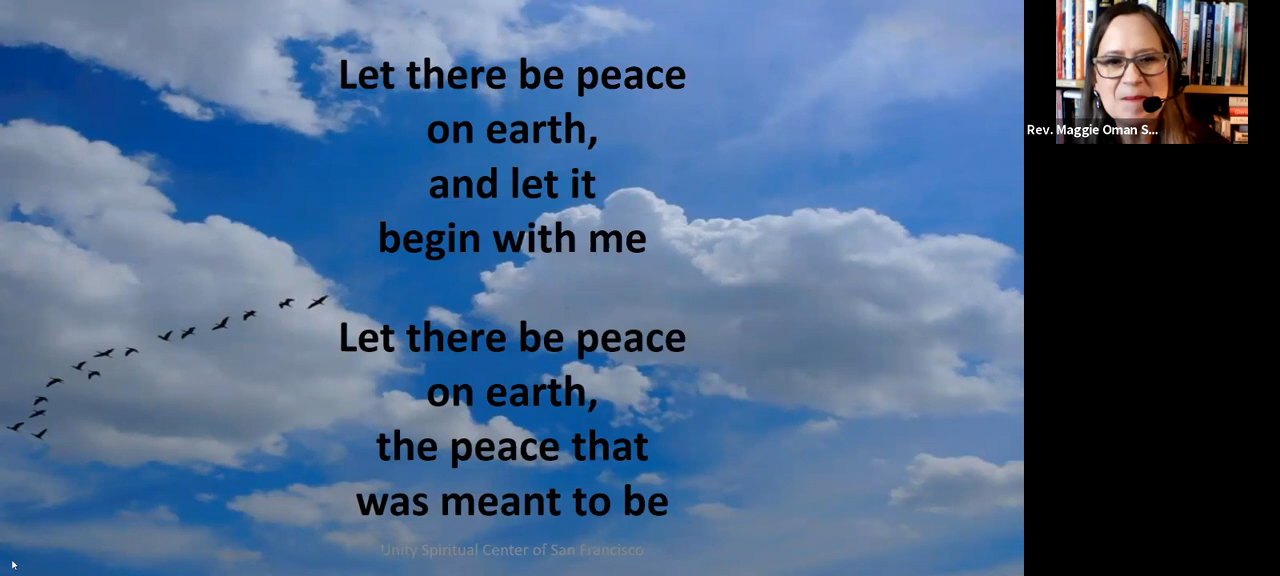 Let there be peace
on earth,
and let it
begin with me
Let there be peace
on earth,
the peace that
was meant to be
Unity Spiritual Center of San Francisco
Rev. Maggie Oman S...